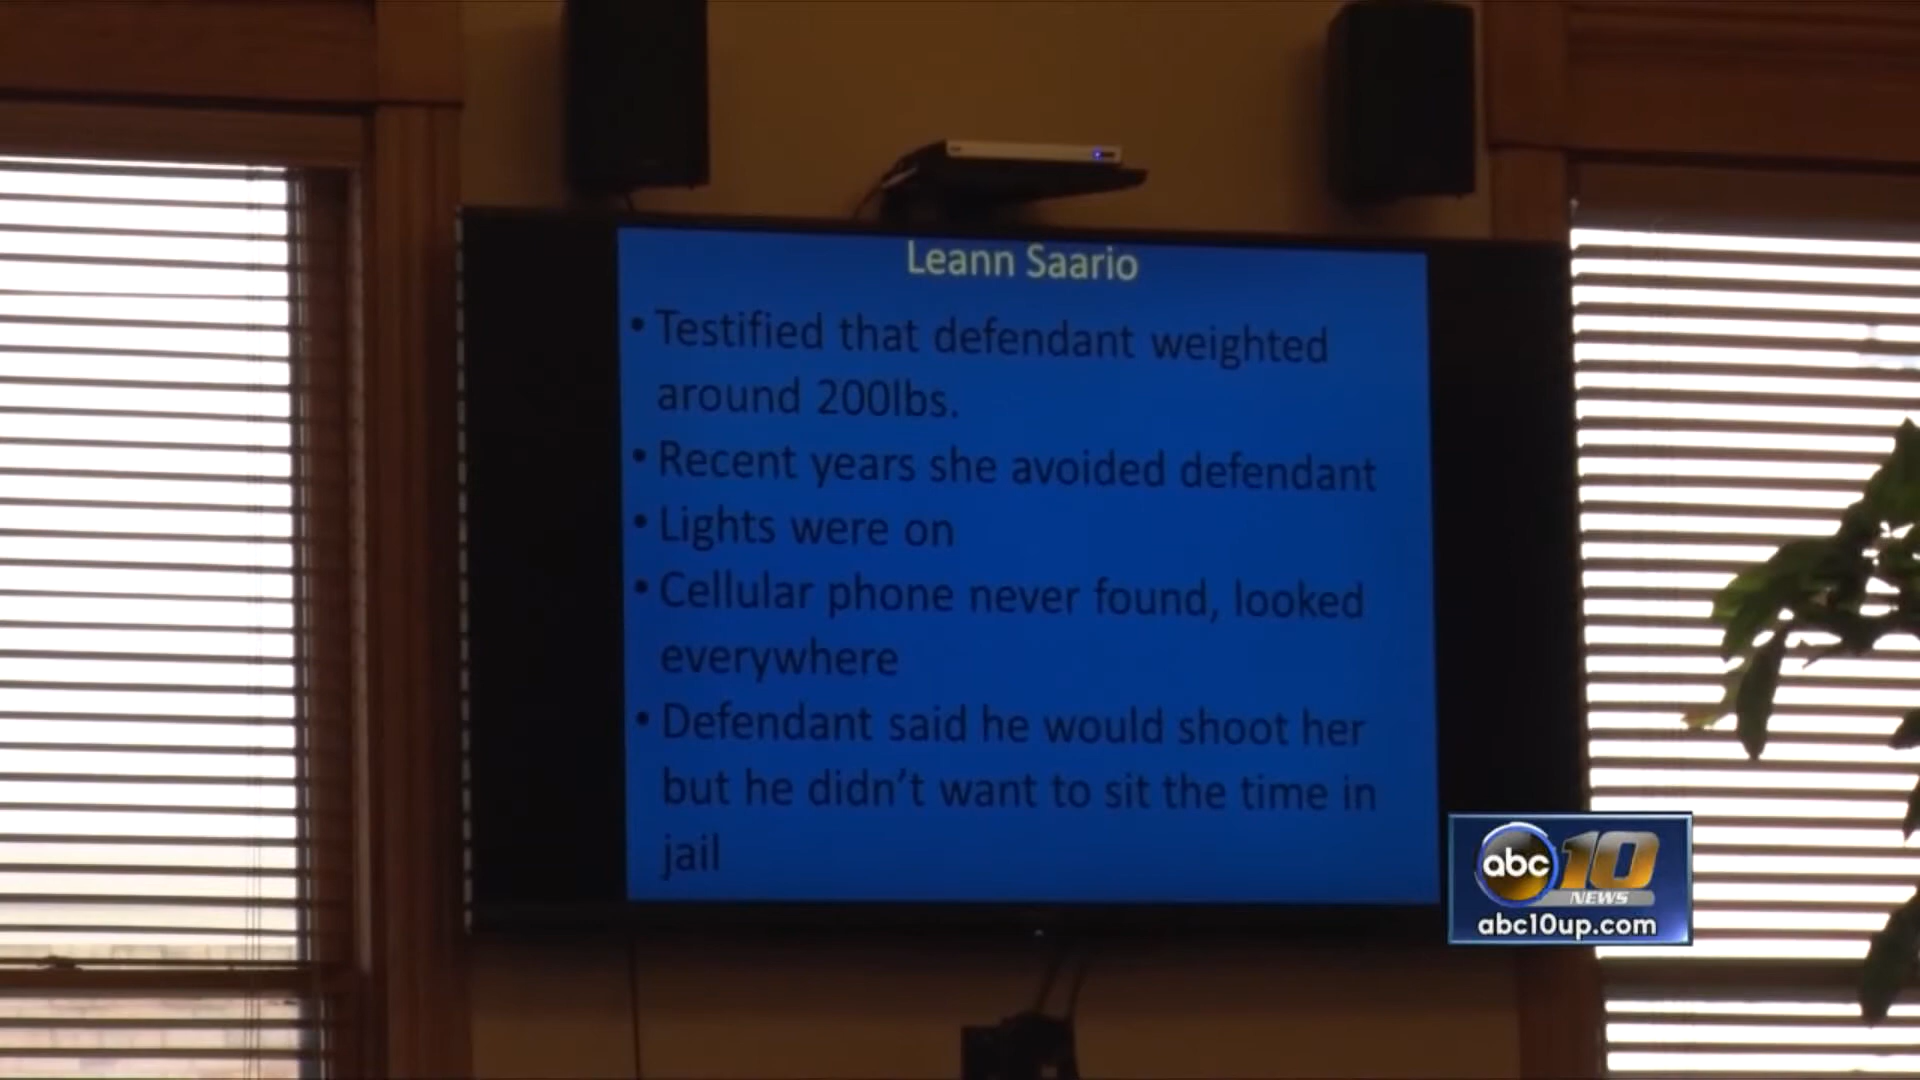 Leann Saario
• Testified that defendant weighted
around 200lbs.
• Recent years she avoided defendant
• Lights were on
• Cellular phone never found, looked
everywhere
• Defendant said he would shoot her
but he didn't want to sit the time in
jail
abc 10
NEWS
abc10up.com